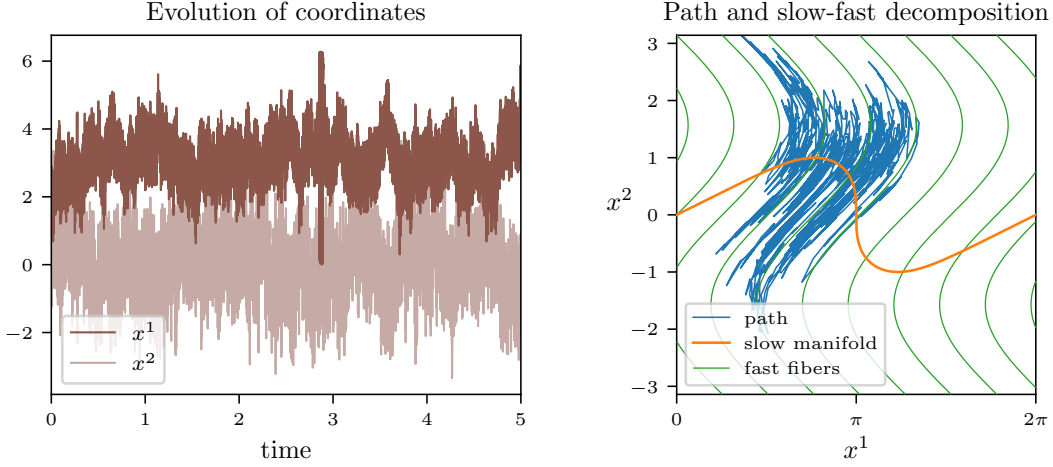 Evolution of coordinates
6
4
2
0
−2
x¹
x²
0 1 2 3 4 5
time
Path and slow-fast decomposition
3
2
1
0
−1
−2
−3
x²
path
slow manifold
fast fibers
0 π 2π
x¹